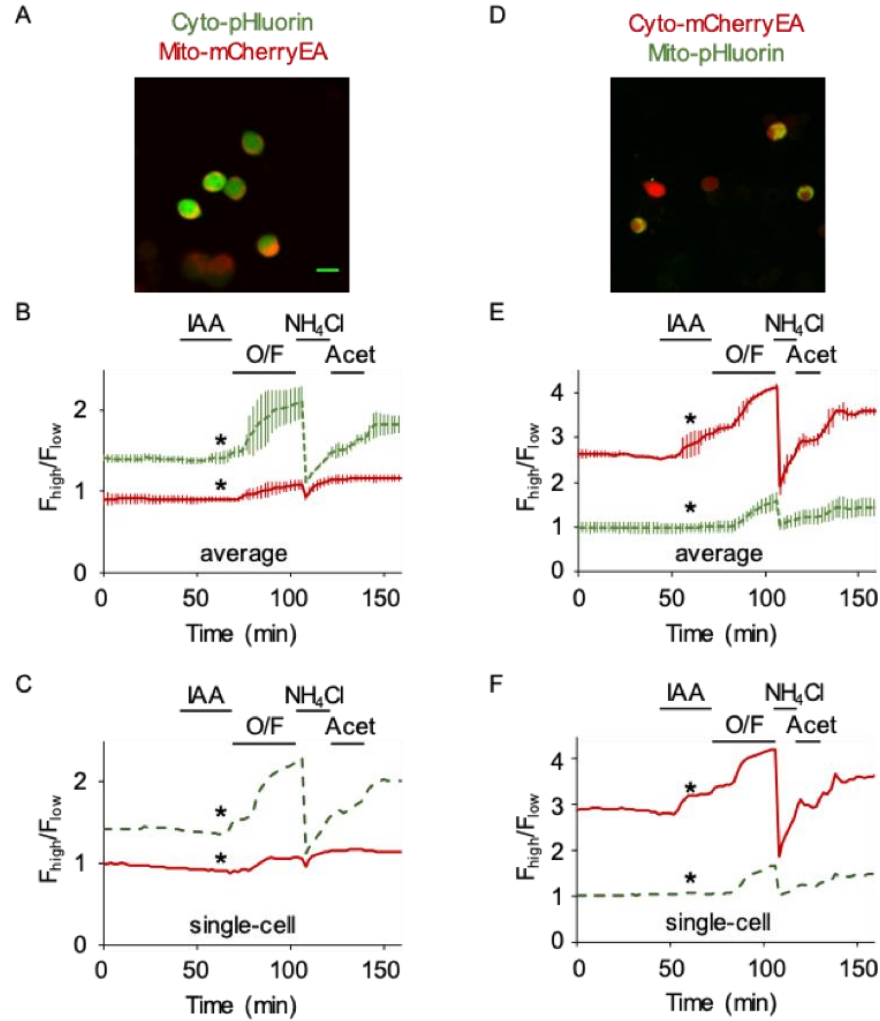 A
Cyto-pHluorin
Mito-mCherryEA
D
Cyto-mCherryEA
Mito-pHluorin
B
IAA
NH4Cl
O/F
Acet
Fhigh/Flow
2
1
0
*
*
average
0
50
100
150
Time (min)
E
IAA
NH4Cl
O/F
Acet
Fhigh/Flow
4
3
2
1
0
*
*
average
0
50
100
150
Time (min)
C
IAA
NH4Cl
O/F
Acet
Fhigh/Flow
2
1
0
*
*
single-cell
0
50
100
150
Time (min)
F
IAA
NH4Cl
O/F
Acet
Fhigh/Flow
4
3
2
1
0
*
*
single-cell
0
50
100
150
Time (min)